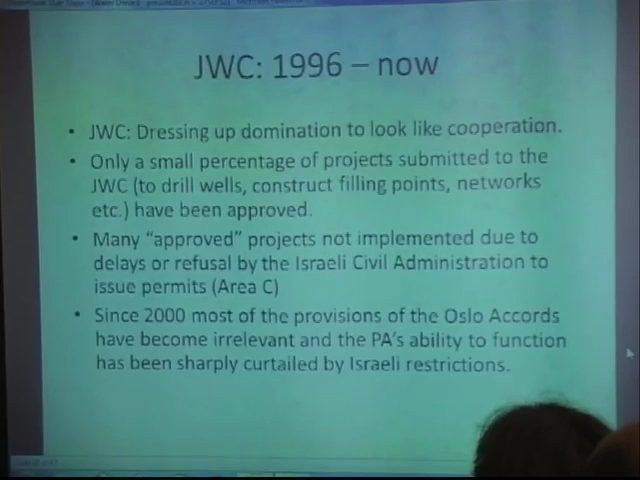 JWC: 1996 – now
• JWC: Dressing up domination to look like cooperation.
• Only a small percentage of projects submitted to the
JWC (to drill wells, construct filling points, networks
etc.) have been approved.
• Many “approved” projects not implemented due to
delays or refusal by the Israeli Civil Administration to
issue permits (Area C)
• Since 2000 most of the provisions of the Oslo Accords
have become irrelevant and the PA’s ability to function
has been sharply curtailed by Israeli restrictions.